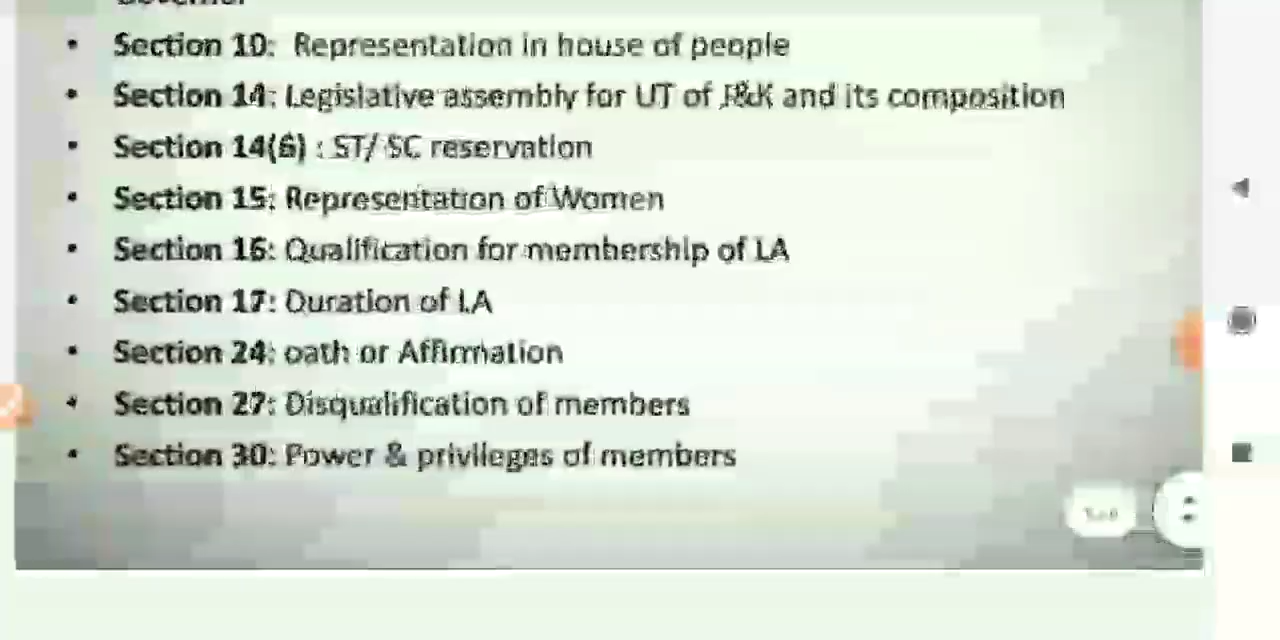 • Section 10: Representation in house of people
• Section 14: Legislative assembly for UT of J&K and its composition
• Section 14(6) : ST/ SC reservation
• Section 15: Representation of Women
• Section 16: Qualification for membership of LA
• Section 17: Duration of LA
• Section 24: oath or Affirmation
• Section 27: Disqualification of members
• Section 30: Power & privileges of members